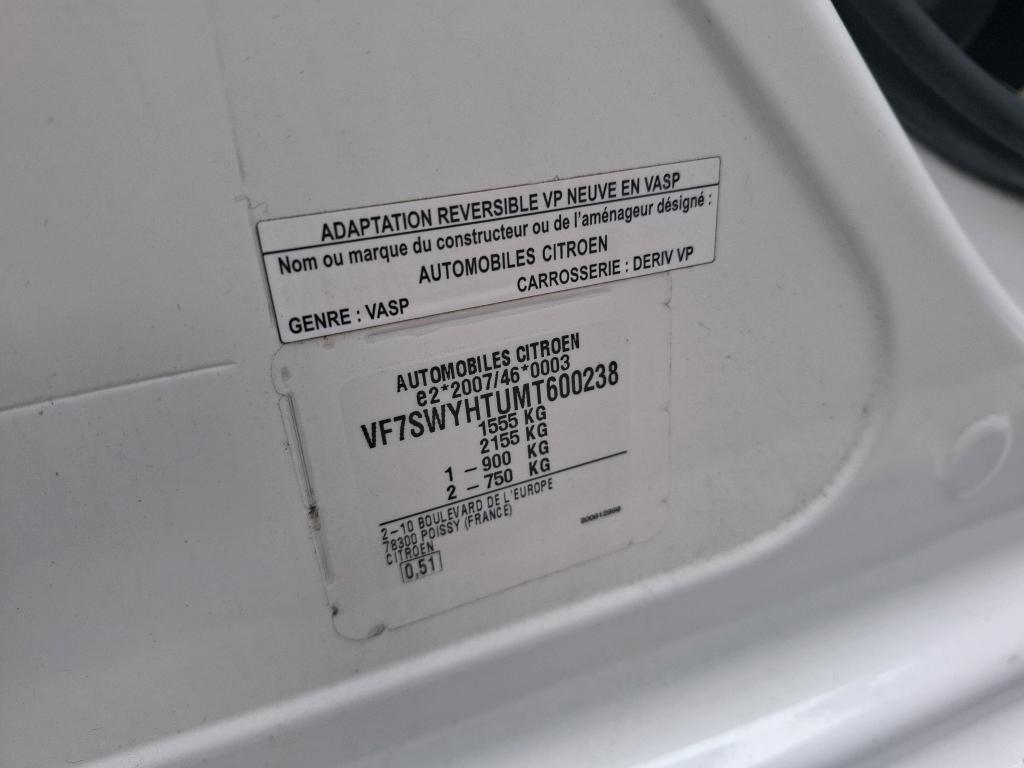 ADAPTATION REVERSIBLE VP NEUVE EN VASP
Nom ou marque du constructeur ou de l'aménageur désigné :
AUTOMOBILES CITROEN
GENRE : VASP CARROSSERIE : DERIV VP
AUTOMOBILES CITROEN
e2*2007/46*0003
VF7SWYHTUMT600238
1555 KG
2155 KG
1 – 900 KG
2 – 750 KG
2–10 BOULEVARD DE L'EUROPE
78300 POISSY (FRANCE)
CITROEN
0,51